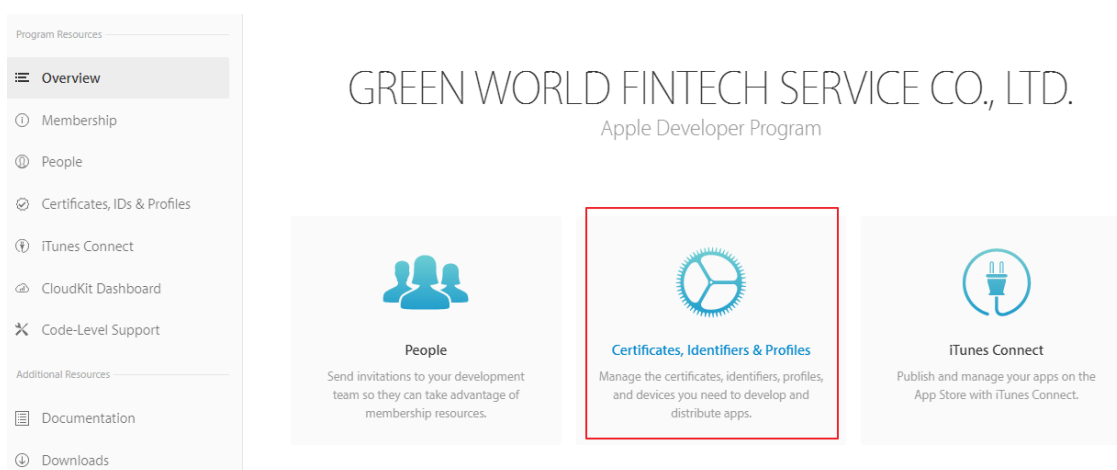 Program Resources
Overview
Membership
People
Certificates, IDs & Profiles
iTunes Connect
CloudKit Dashboard
Code-Level Support
Additional Resources
Documentation
Downloads
GREEN WORLD FINTECH SERVICE CO., LTD.
Apple Developer Program
People
Send invitations to your development
team so they can take advantage of
membership resources.
Certificates, Identifiers & Profiles
Manage the certificates, identifiers, profiles,
and devices you need to develop and
distribute apps.
iTunes Connect
Publish and manage your apps on the
App Store with iTunes Connect.